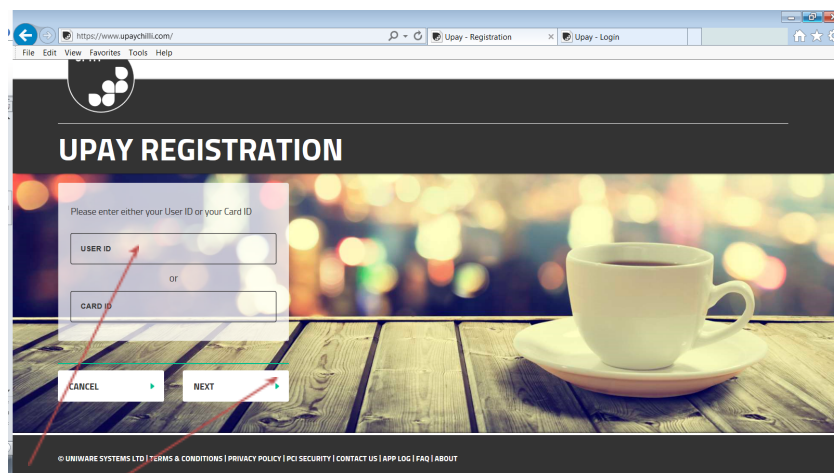 https://www.upaychilli.com/
Upay - Registration
Upay - Login
File Edit View Favorites Tools Help
UPAY
UPAY REGISTRATION
Please enter either your User ID or your Card ID
USER ID
or
CARD ID
CANCEL
NEXT
© UNIWARE SYSTEMS LTD | TERMS & CONDITIONS | PRIVACY POLICY | PCI SECURITY | CONTACT US | APP LOG | FAQ | ABOUT